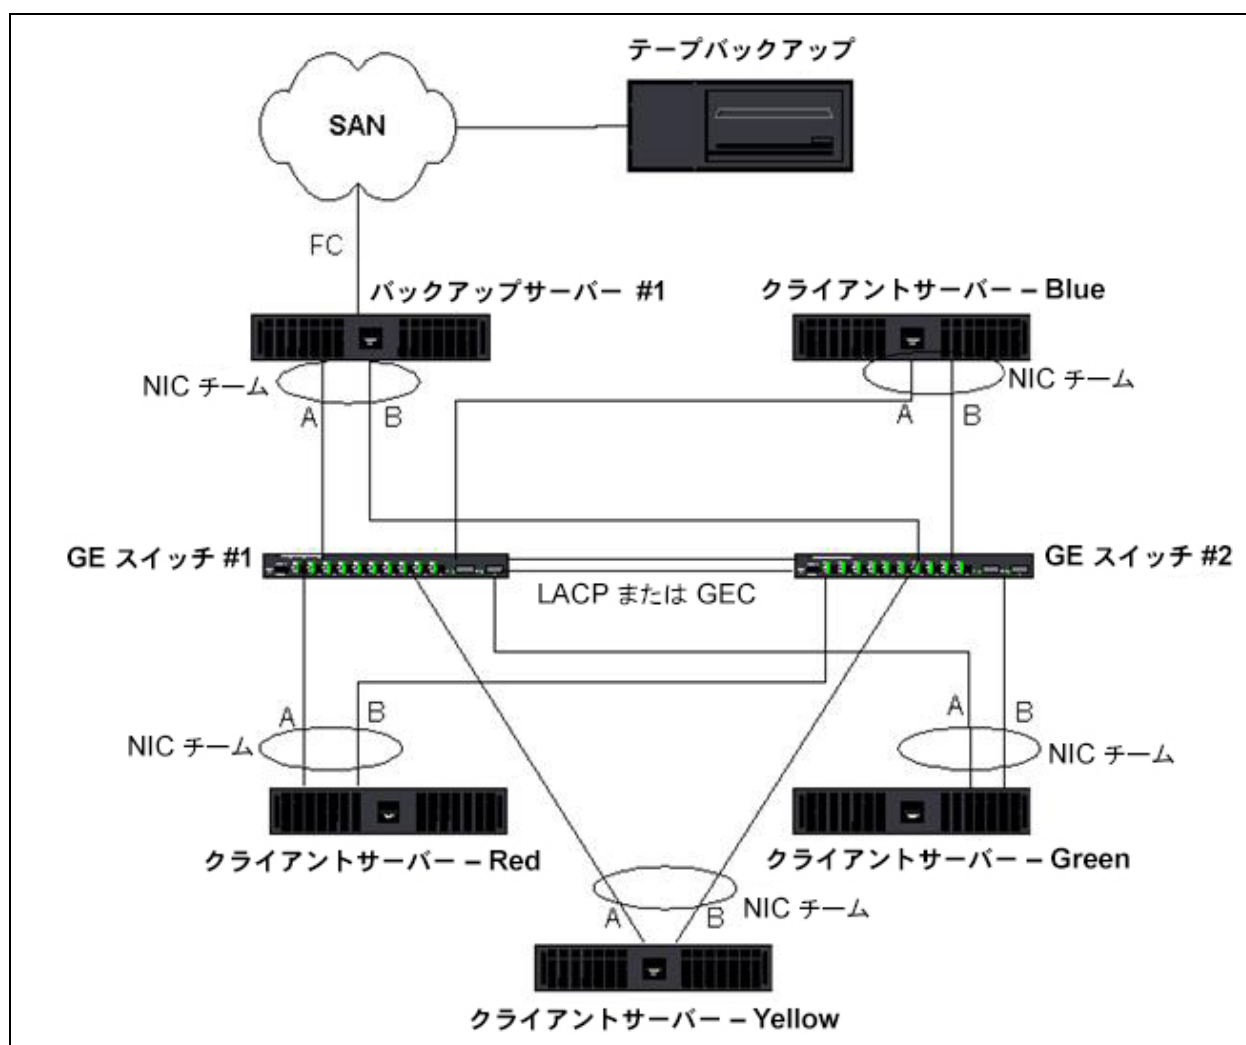 テープバックアップ
SAN
FC
バックアップサーバー #1
クライアントサーバー – Blue
NIC チーム
NIC チーム
A
B
A
B
GE スイッチ #1
GE スイッチ #2
LACP または GEC
A
B
A
B
NIC チーム
NIC チーム
クライアントサーバー – Red
クライアントサーバー – Green
A
B
NIC チーム
クライアントサーバー – Yellow